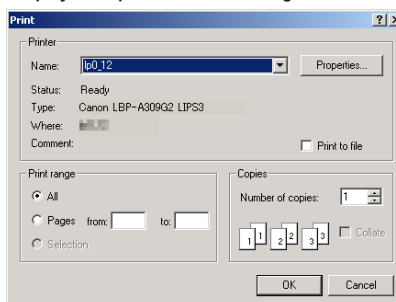 Print
Printer
Name: lp0_12 Properties...
Status: Ready
Type: Canon LBP-A309G2 LIPS3
Where:
Comment: Print to file
Print range
All
Pages from: to:
Selection
Copies
Number of copies: 1
1 1 2 2 3 3 Collate
OK Cancel